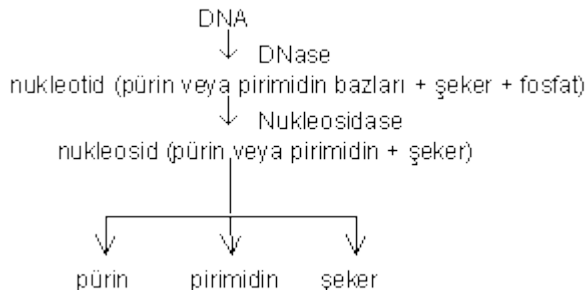 DNA
DNase
nukleotid (pürin veya pirimidin bazları + şeker + fosfat)
Nukleosidase
nukleosid (pürin veya pirimidin + şeker)
pürin pirimidin şeker